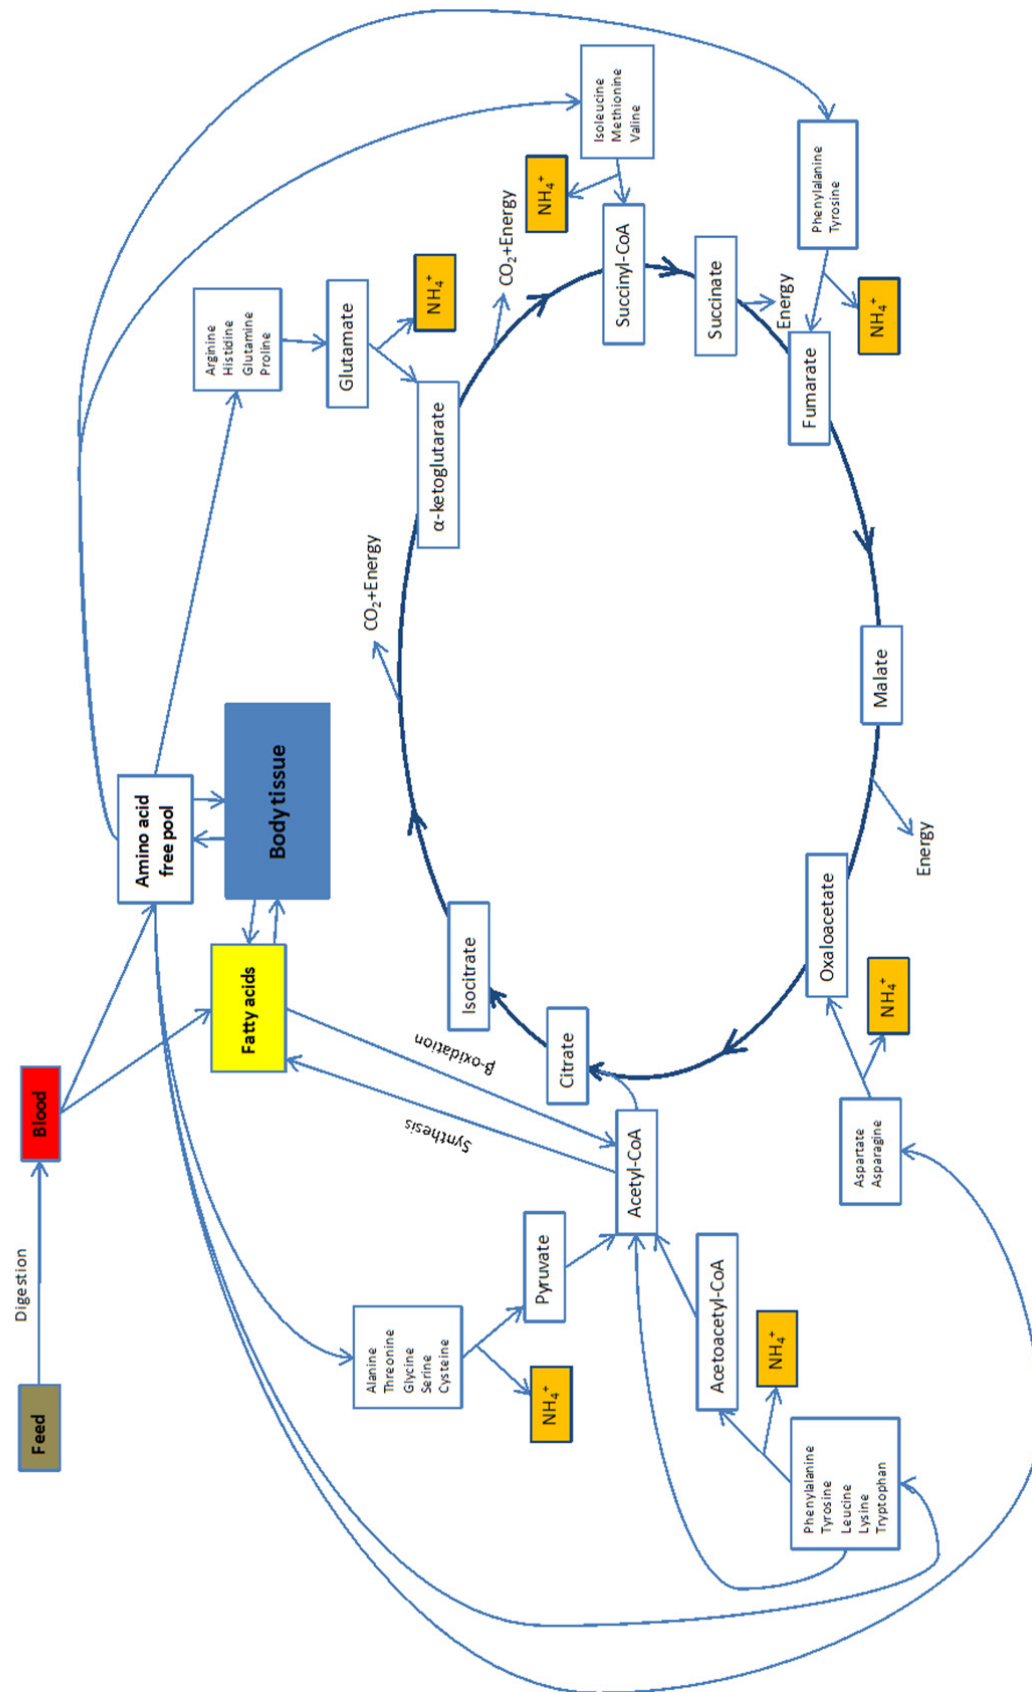 Feed
Digestion
Blood
Amino acid
free pool
Fatty acids
Body tissue
Synthesis
β-oxidation
Alanine
Threonine
Glycine
Serine
Cysteine
NH₄⁺
Pyruvate
Acetyl-CoA
Acetoacetyl-CoA
NH₄⁺
Phenylalanine
Tyrosine
Leucine
Lysine
Tryptophan
Aspartate
Asparagine
NH₄⁺
Citrate
Isocitrate
CO₂+Energy
α-ketoglutarate
Arginine
Histidine
Glutamine
Proline
Glutamate
NH₄⁺
CO₂+Energy
Isoleucine
Methionine
Valine
NH₄⁺
Succinyl-CoA
Succinate
Energy
Phenylalanine
Tyrosine
NH₄⁺
Fumarate
Malate
Energy
Oxaloacetate